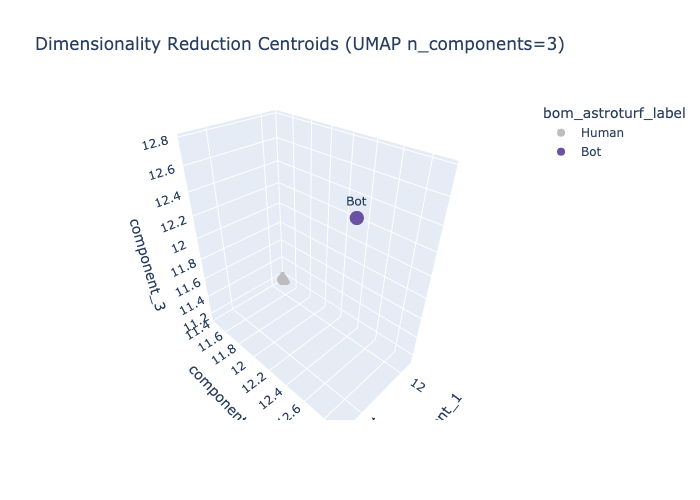 Dimensionality Reduction Centroids (UMAP n_components=3)
bom_astroturf_label
Human
Bot
Bot
12.8
12.6
12.4
12.2
12
11.8
11.6
11.4
11.2
component_3
11.4
11.6
11.8
12
12.2
12.4
12.6
12